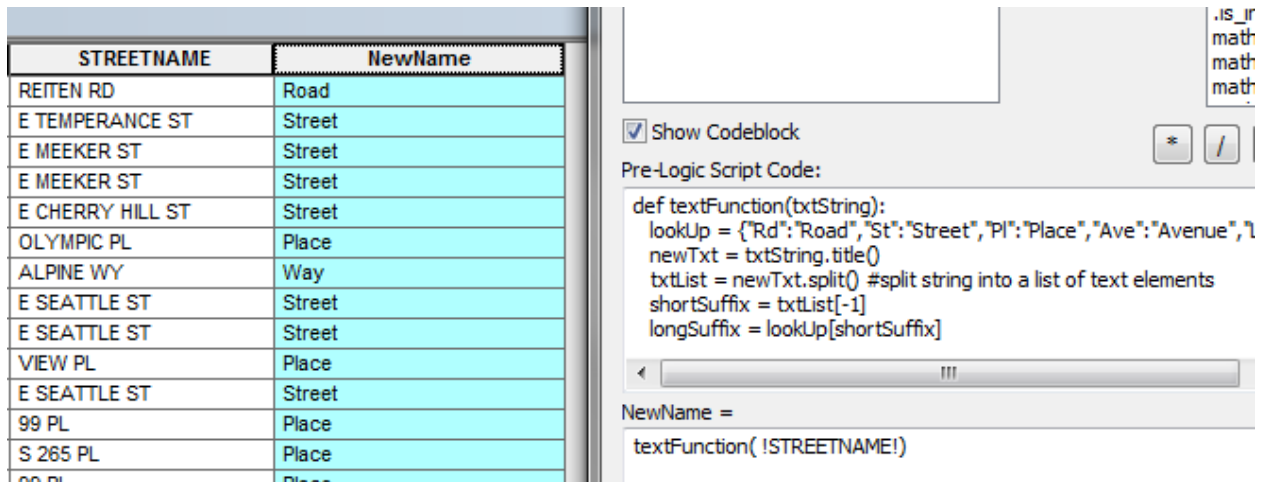 STREETNAME NewName
REITEN RD Road
E TEMPERANCE ST Street
E MEEKER ST Street
E MEEKER ST Street
E CHERRY HILL ST Street
OLYMPIC PL Place
ALPINE WY Way
E SEATTLE ST Street
E SEATTLE ST Street
VIEW PL Place
E SEATTLE ST Street
99 PL Place
S 265 PL Place
math
math
math
Show Codeblock
* /
Pre-Logic Script Code:
def textFunction(txtString):
lookUp = {"Rd":"Road","St":"Street","Pl":"Place","Ave":"Avenue","L
newTxt = txtString.title()
txtList = newTxt.split() #split string into a list of text elements
shortSuffix = txtList[-1]
longSuffix = lookUp[shortSuffix]
NewName =
textFunction( !STREETNAME!)